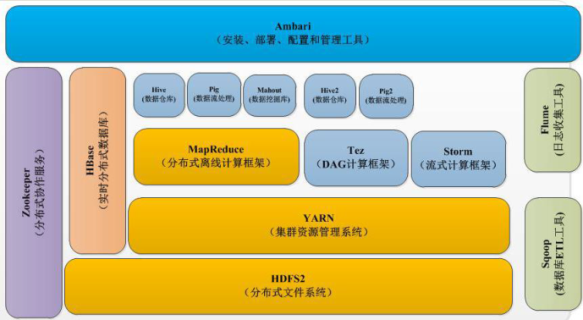 Ambari
(安装、部署、配置和管理工具)
Zookeeper
(分布式协作服务)
HBase
(实时分布式数据库)
Hive
(数据仓库)
Pig
(数据流处理)
Mahout
(数据挖掘库)
Hive2
(数据仓库)
Pig2
(数据流处理)
MapReduce
(分布式离线计算框架)
Tez
(DAG计算框架)
Storm
(流式计算框架)
YARN
(集群资源管理系统)
HDFS2
(分布式文件系统)
Flume
(日志收集工具)
Sqoop
(数据库ETL工具)